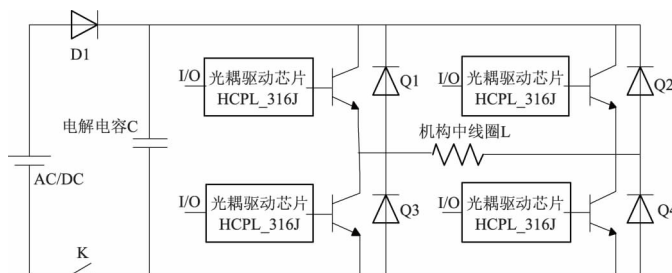 D1
I/O
光耦驱动芯片
HCPL_316J
Q1
I/O
光耦驱动芯片
HCPL_316J
Q2
电解电容C
机构中线圈L
AC/DC
I/O
光耦驱动芯片
HCPL_316J
Q3
I/O
光耦驱动芯片
HCPL_316J
Q4
K